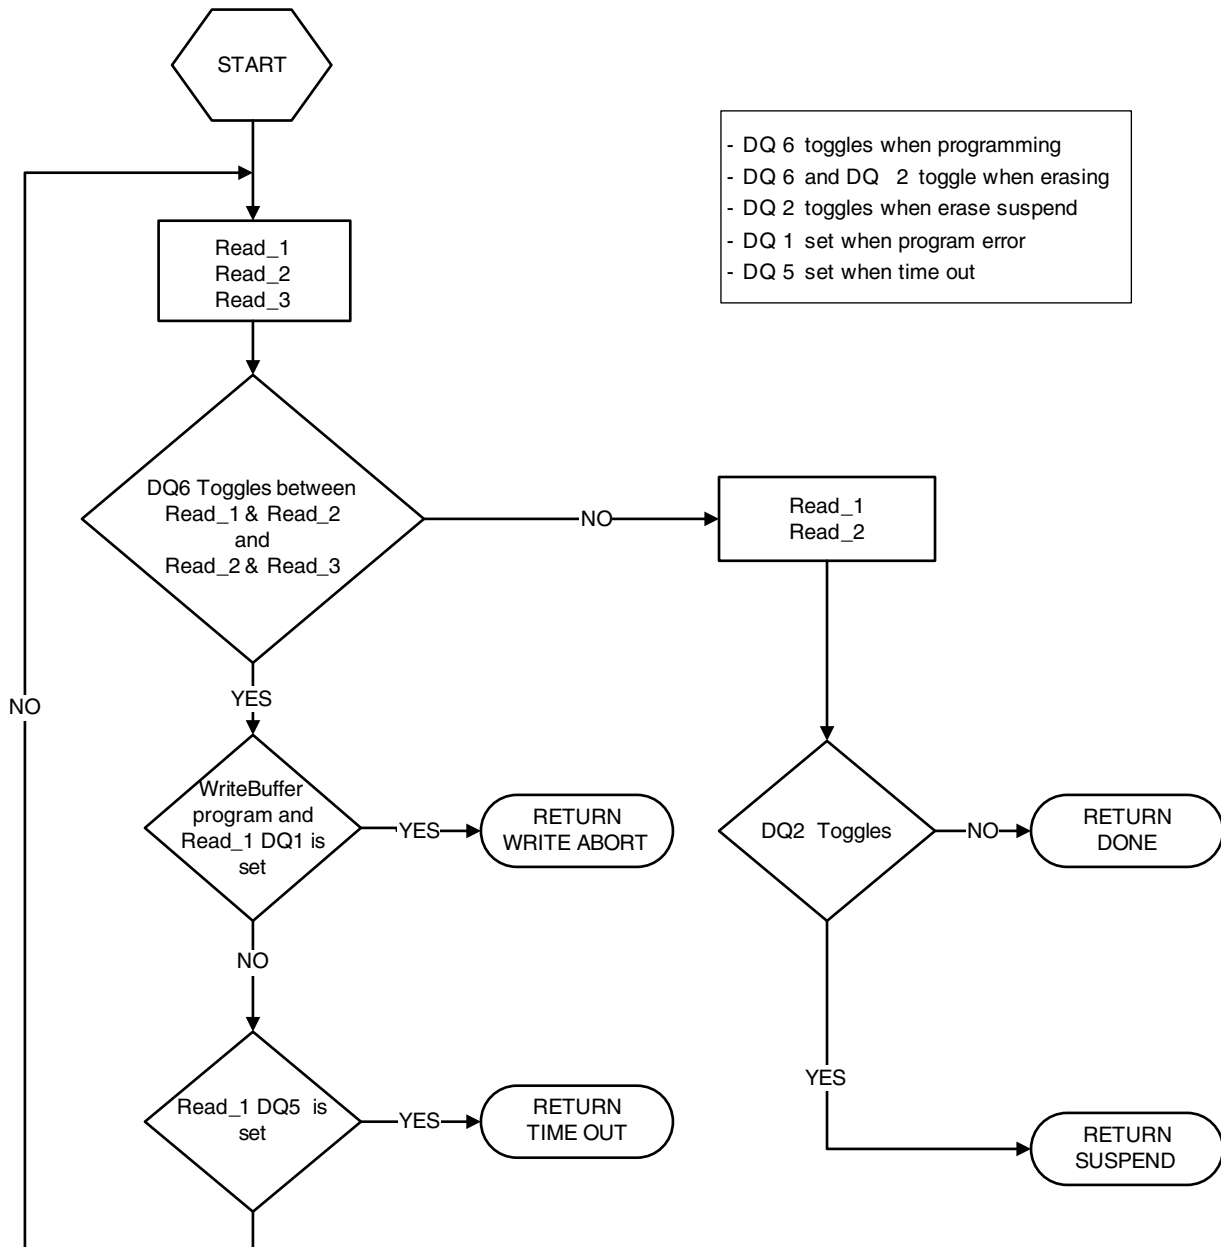 START
- DQ 6 toggles when programming
- DQ 6 and DQ 2 toggle when erasing
- DQ 2 toggles when erase suspend
- DQ 1 set when program error
- DQ 5 set when time out
Read_1
Read_2
Read_3
DQ6 Toggles between
Read_1 & Read_2
and
Read_2 & Read_3
NO
Read_1
Read_2
YES
NO
WriteBuffer
program and
Read_1 DQ1 is
set
YES
RETURN
WRITE ABORT
DQ2 Toggles
NO
RETURN
DONE
NO
YES
Read_1 DQ5 is
set
YES
RETURN
TIME OUT
RETURN
SUSPEND